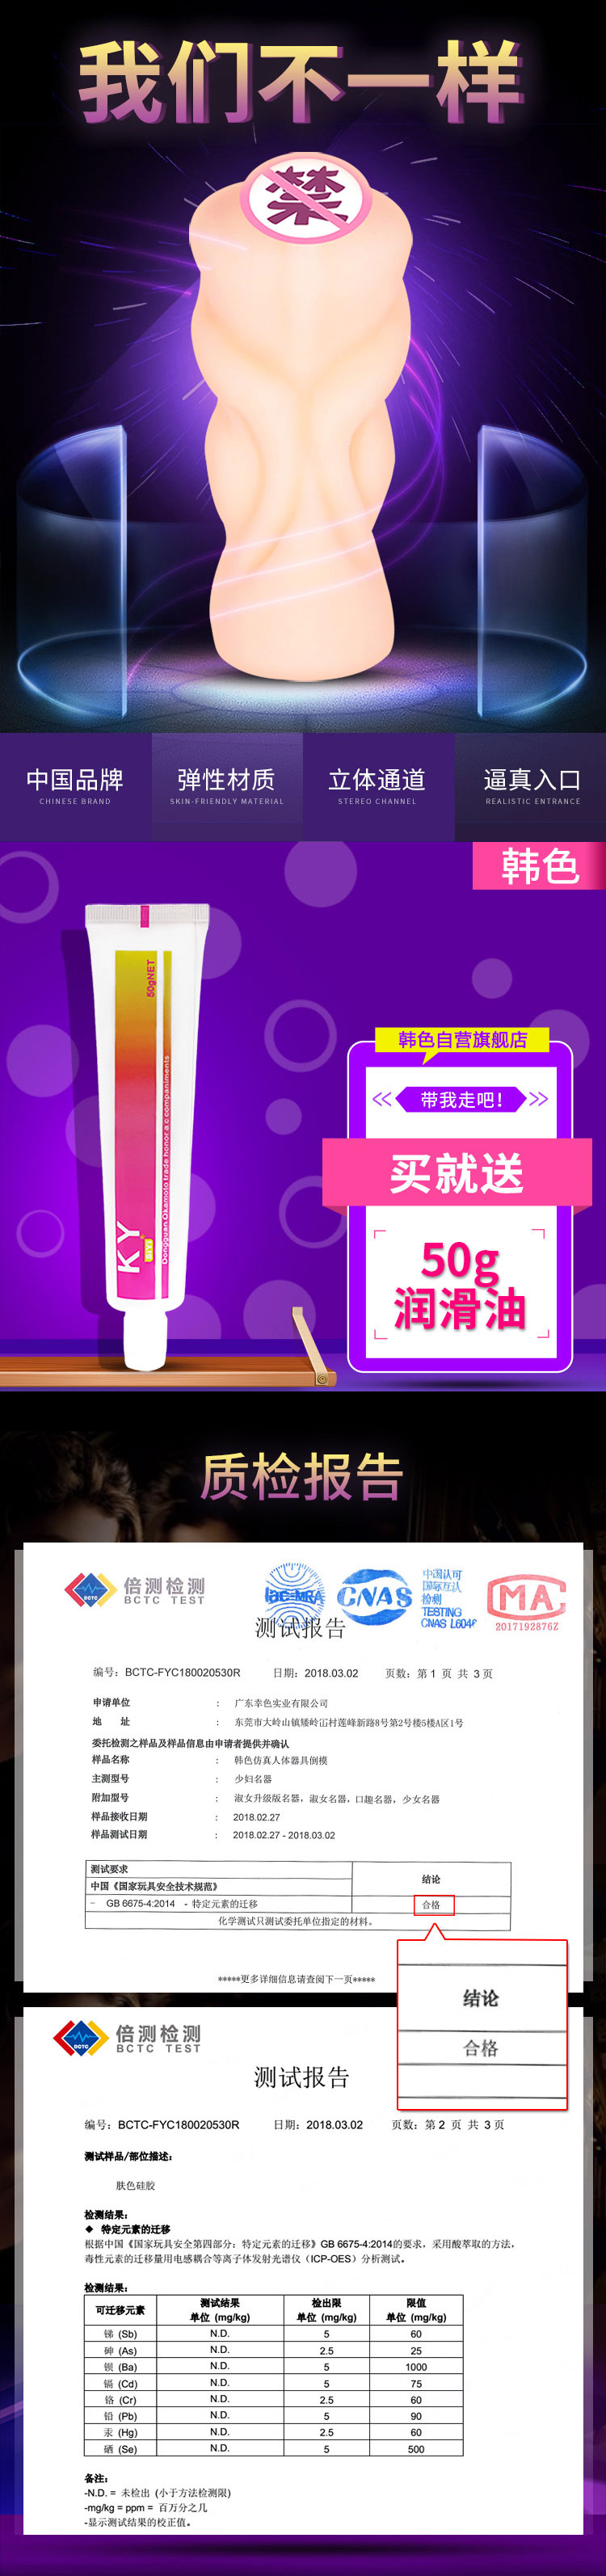 我们不一样
禁
中国品牌
CHINESE BRAND
弹性材质
SKIN-FRIENDLY MATERIAL
立体通道
STEREO CHANNEL
逼真入口
REALISTIC ENTRANCE
韩色
50gNET
Dongguan Okamoto trade honor a c companiments
KY
韩色自营旗舰店
带我走吧!
买就送
50g
润滑油
质检报告
BCTC
倍测检测
BCTC TEST
ilac-MRA
CNAS
中国认可
国际互认
检测
TESTING
CNAS L604F
MA
2017192876Z
测试报告
编号: BCTC-FYC180020530R 日期: 2018.03.02 页数: 第 1 页 共 3 页
申请单位 : 广东幸色实业有限公司
地 址 : 东莞市大岭山镇矮岭冚村莲峰新路8号第2号楼5楼A区1号
委托检测之样品及样品信息由申请者提供并确认
样品名称 : 韩色仿真人体器具倒摸
主测型号 : 少妇名器
附加型号 : 淑女升级版名器, 淑女名器, 口趣名器, 少女名器
样品接收日期 : 2018.02.27
样品测试日期 : 2018.02.27 - 2018.03.02
测试要求
结论
中国《国家玩具安全技术规范》
- GB 6675-4:2014 - 特定元素的迁移
合格
化学测试只测试委托单位指定的材料。
*****更多详细信息请查阅下一页*****
结论
合格
BCTC
倍测检测
BCTC TEST
测试报告
编号: BCTC-FYC180020530R 日期: 2018.03.02 页数: 第 2 页 共 3 页
测试样品/部位描述:
肤色硅胶
检测结果:
◆ 特定元素的迁移
根据中国《国家玩具安全第四部分: 特定元素的迁移》GB 6675-4:2014的要求, 采用酸萃取的方法,
毒性元素的迁移量用电感耦合等离子体发射光谱仪 (ICP-OES) 分析测试。
检测结果:
可迁移元素 测试结果 单位 (mg/kg) 检出限 单位 (mg/kg) 限值 单位 (mg/kg)
锑 (Sb) N.D. 5 60
砷 (As) N.D. 2.5 25
钡 (Ba) N.D. 5 1000
镉 (Cd) N.D. 5 75
铬 (Cr) N.D. 2.5 60
铅 (Pb) N.D. 5 90
汞 (Hg) N.D. 2.5 60
硒 (Se) N.D. 5 500
备注:
-N.D. = 未检出 (小于方法检测限)
-mg/kg = ppm = 百万分之几
-显示测试结果的校正值。